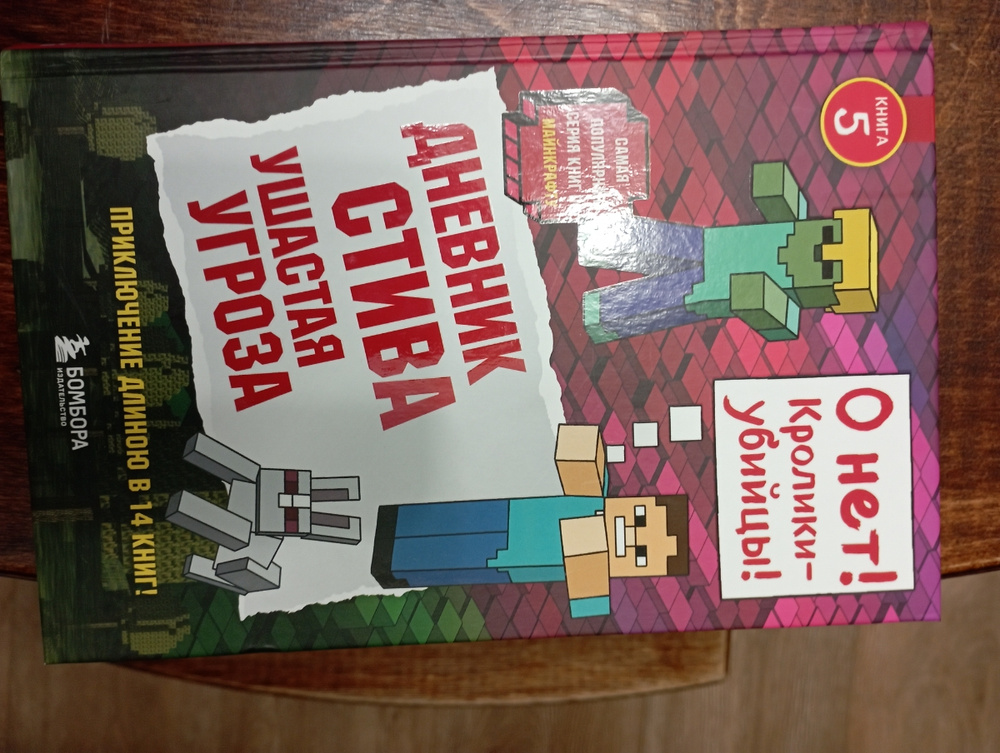 КНИГА
5
О нет!
Кролики-
убийцы!
САМАЯ
ПОПУЛЯРНАЯ
СЕРИЯ КНИГ
МАЙНКРАФТ
ДНЕВНИК
СТИВА
УШАСТАЯ
УГРОЗА
ПРИКЛЮЧЕНИЕ ДЛИНОЮ В 14 КНИГ!
БОМБОРА
ИЗДАТЕЛЬСТВО